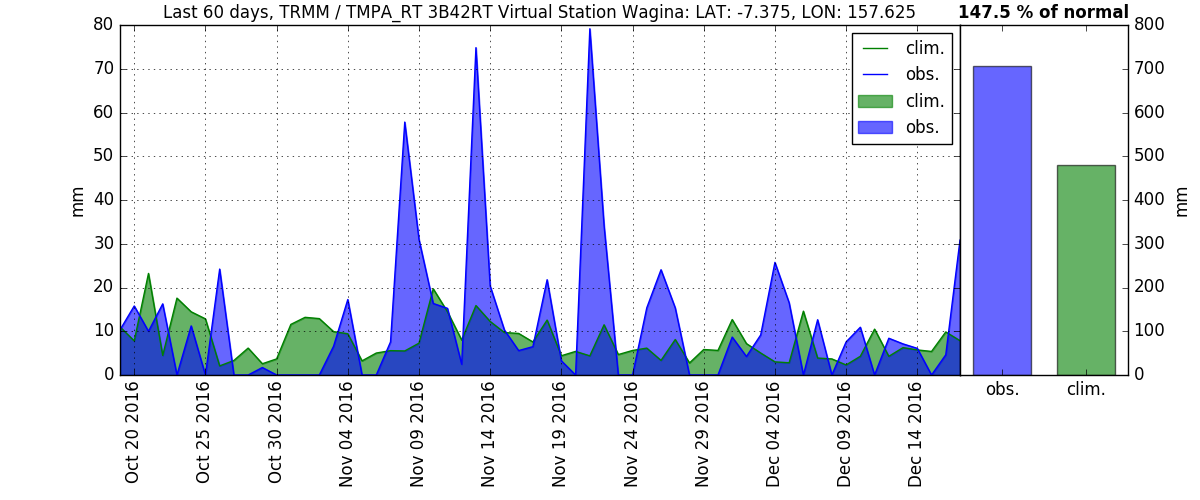 Last 60 days, TRMM / TMPA_RT 3B42RT Virtual Station Wagina: LAT: -7.375, LON: 157.625
147.5 % of normal
80
70
60
50
40
30
20
10
0
mm
clim.
obs.
clim.
obs.
800
700
600
500
400
300
200
100
0
mm
obs.
clim.
Oct 20 2016
Oct 25 2016
Oct 30 2016
Nov 04 2016
Nov 09 2016
Nov 14 2016
Nov 19 2016
Nov 24 2016
Nov 29 2016
Dec 04 2016
Dec 09 2016
Dec 14 2016